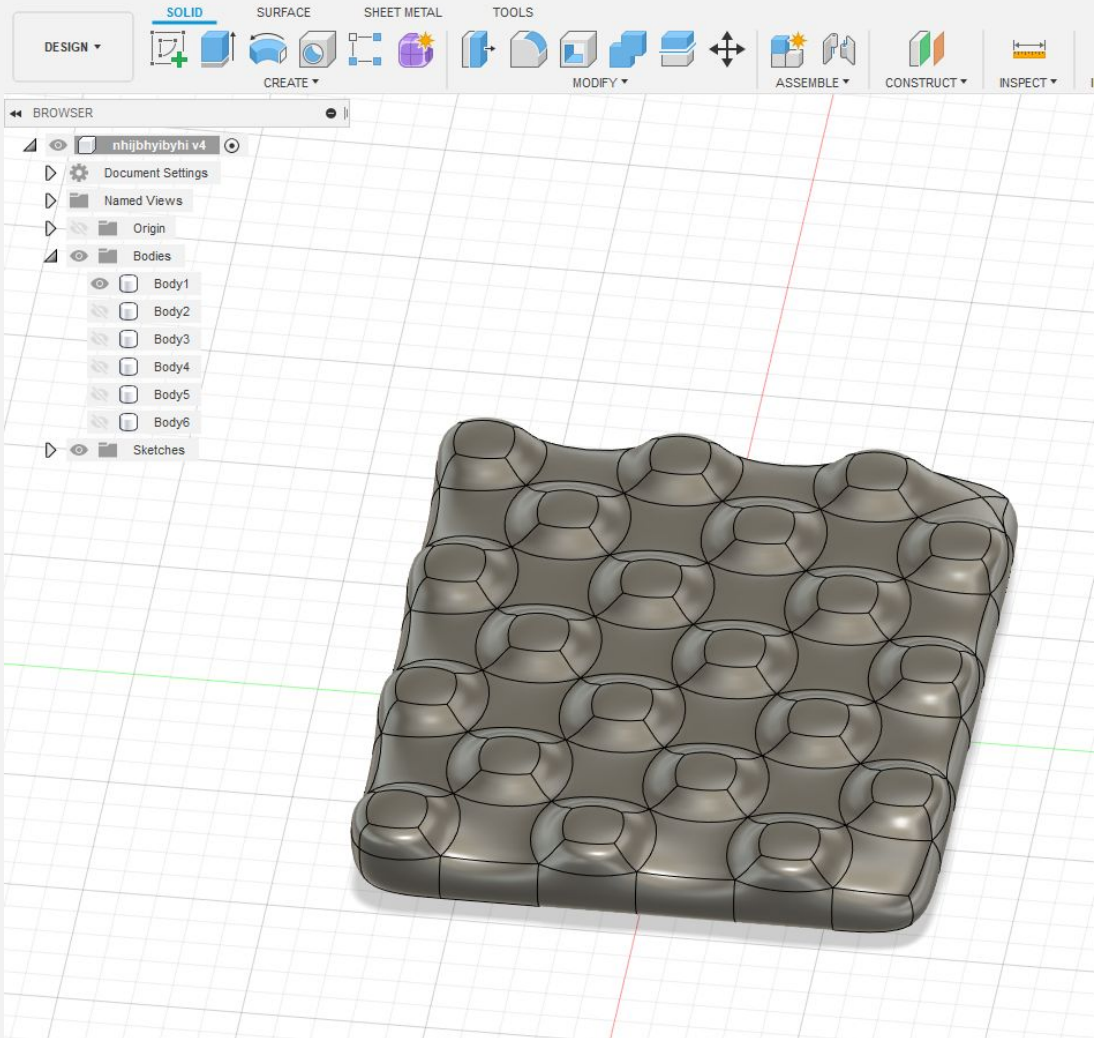 SOLID SURFACE SHEET METAL TOOLS
DESIGN ▾
CREATE ▾ MODIFY ▾ ASSEMBLE ▾ CONSTRUCT ▾ INSPECT ▾
BROWSER
nhijbhyibyhi v4
Document Settings
Named Views
Origin
Bodies
Body1
Body2
Body3
Body4
Body5
Body6
Sketches